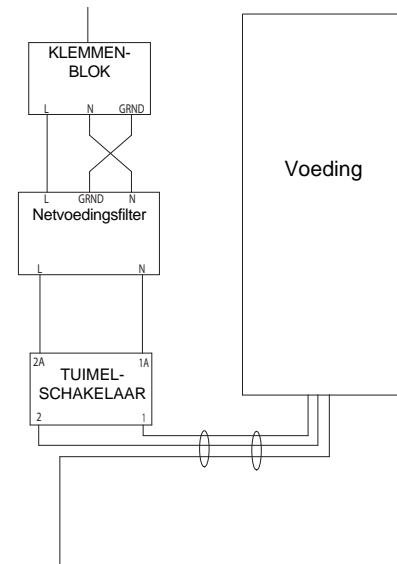 KLEMMEN-
BLOK
L N GRND
L GRND N
Netvoedingsfilter
L N
2A 1A
TUIMEL-
SCHAKELAAR
2 1
Voeding